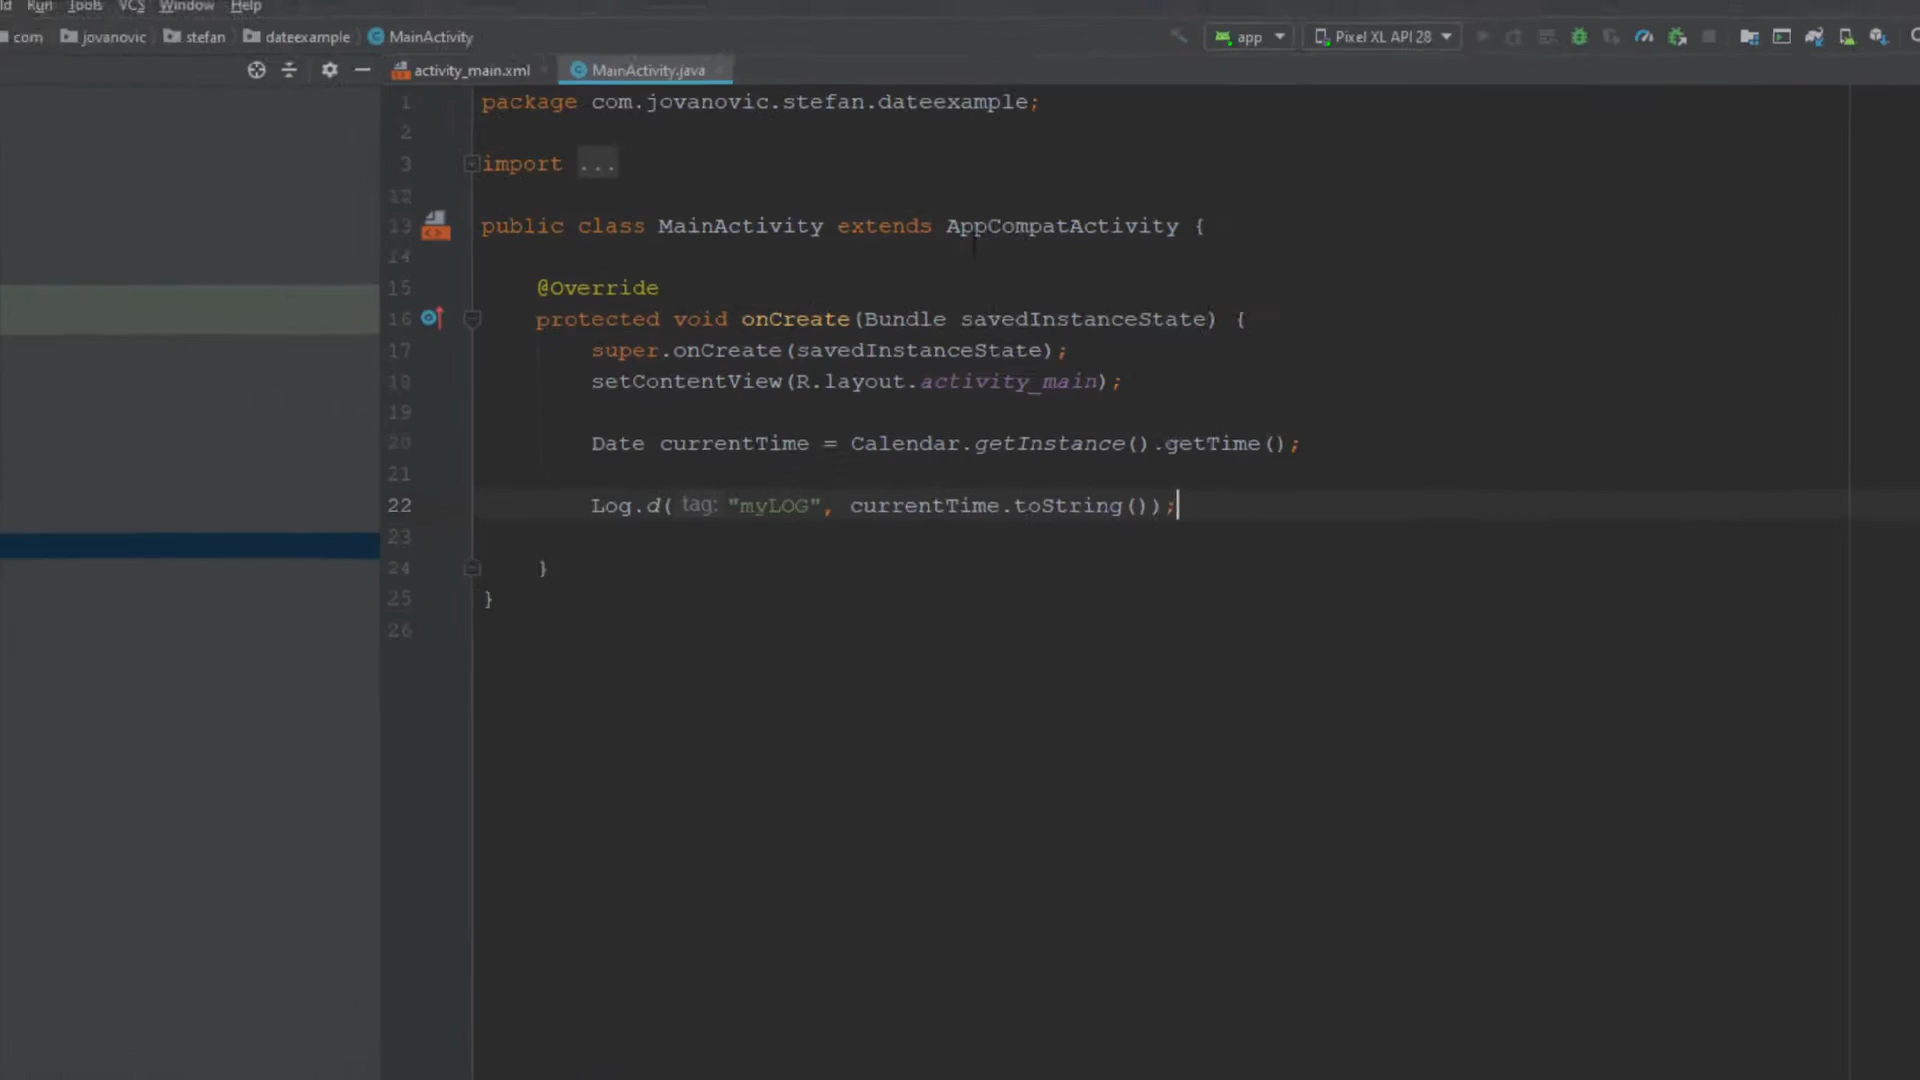 Run Tools VCS Window Help
com jovanovic stefan dateexample MainActivity
app Pixel XL API 28
activity_main.xml MainActivity.java
1 package com.jovanovic.stefan.dateexample;
2
3 import ...
12
13 public class MainActivity extends AppCompatActivity {
14
15 @Override
16 protected void onCreate(Bundle savedInstanceState) {
17 super.onCreate(savedInstanceState);
18 setContentView(R.layout.activity_main);
19
20 Date currentTime = Calendar.getInstance().getTime();
21
22 Log.d( tag: "myLOG", currentTime.toString());
23
24 }
25 }
26